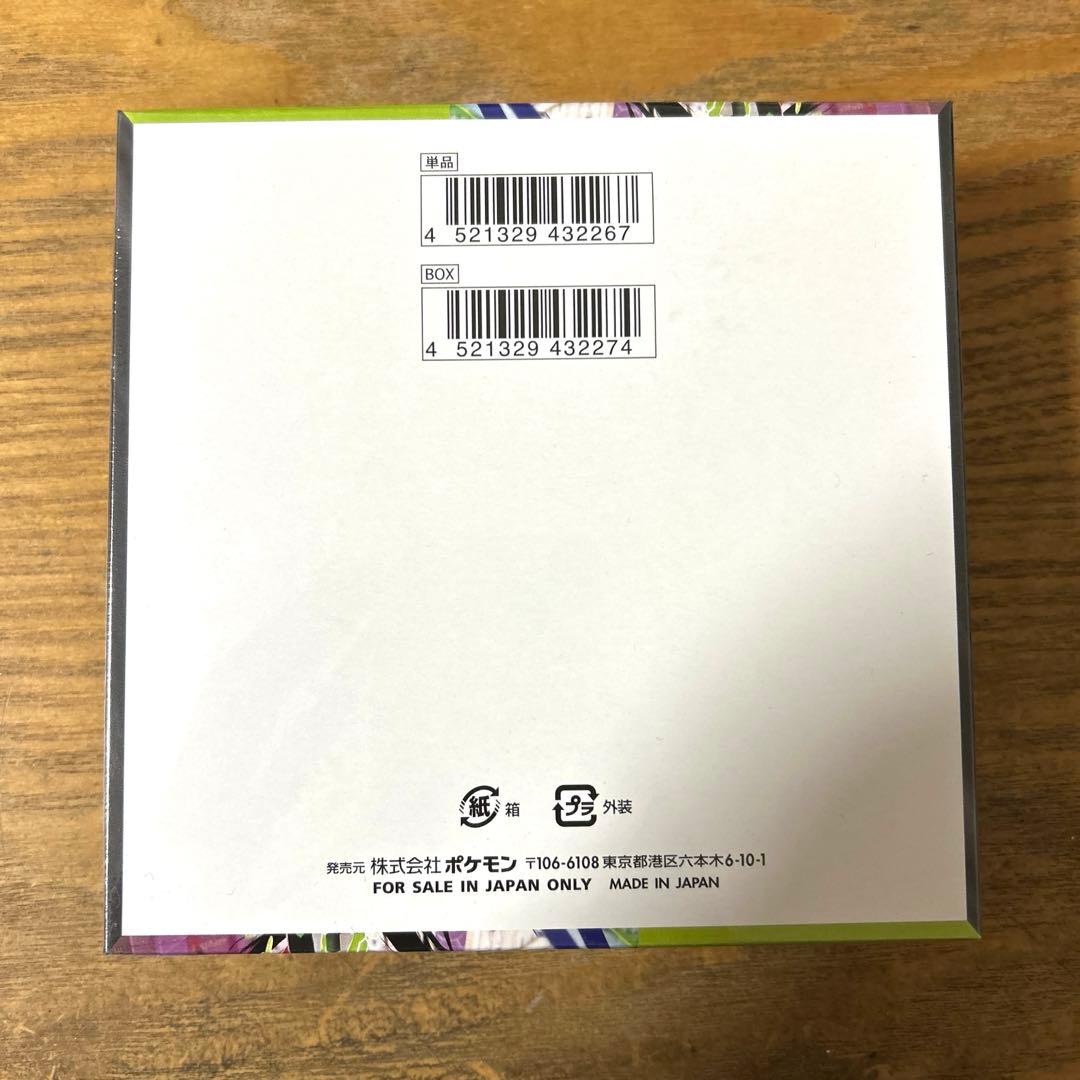 単品
4 521329 432267
BOX
4 521329 432274
紙 箱 プラ 外装
発売元 株式会社 ポケモン 〒106-6108 東京都港区六本木6-10-1
FOR SALE IN JAPAN ONLY MADE IN JAPAN